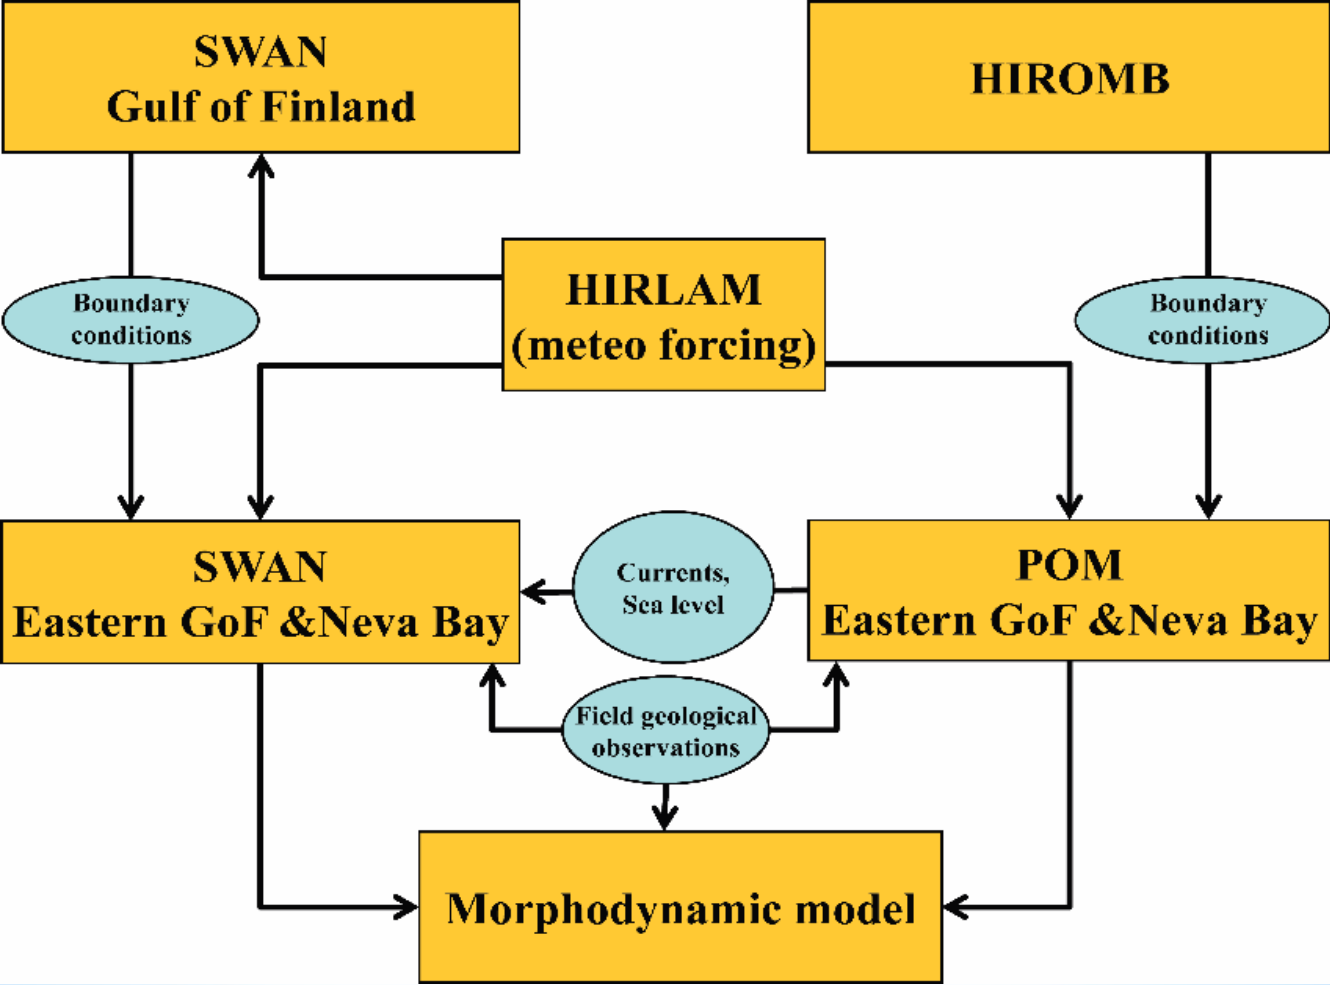 SWAN
Gulf of Finland
HIROMB
HIRLAM
(meteo forcing)
Boundary
conditions
Boundary
conditions
SWAN
Eastern GoF &Neva Bay
Currents,
Sea level
POM
Eastern GoF &Neva Bay
Field geological
observations
Morphodynamic model